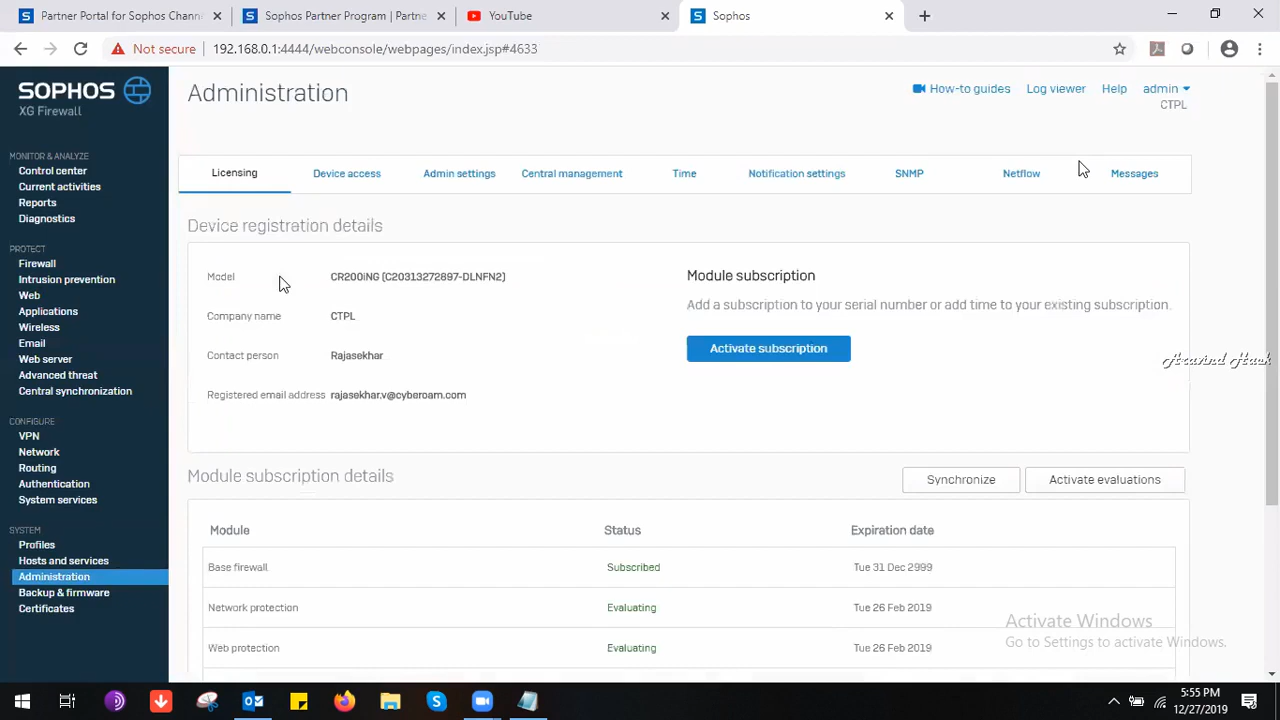 Partner Portal for Sophos Chann
Sophos Partner Program | Partne
YouTube
Sophos
Not secure
192.168.0.1:4444/webconsole/webpages/index.jsp#4633
SOPHOS
XG Firewall
MONITOR & ANALYZE
Control center
Current activities
Reports
Diagnostics
PROTECT
Firewall
Intrusion prevention
Web
Applications
Wireless
Email
Web server
Advanced threat
Central synchronization
CONFIGURE
VPN
Network
Routing
Authentication
System services
SYSTEM
Profiles
Hosts and services
Administration
Backup & firmware
Certificates
Administration
How-to guides
Log viewer
Help
admin
CTPL
Licensing
Device access
Admin settings
Central management
Time
Notification settings
SNMP
Netflow
Messages
Device registration details
Model CR200iNG (C20313272897-DLNFN2)
Company name CTPL
Contact person Rajasekhar
Registered email address rajasekhar.v@cyberoam.com
Module subscription
Add a subscription to your serial number or add time to your existing subscription.
Activate subscription
Aravind Hask
Module subscription details
Synchronize
Activate evaluations
Module Status Expiration date
Base firewall Subscribed Tue 31 Dec 2999
Network protection Evaluating Tue 26 Feb 2019
Web protection Evaluating Tue 26 Feb 2019
Activate Windows
Go to Settings to activate Windows.
5:55 PM
12/27/2019